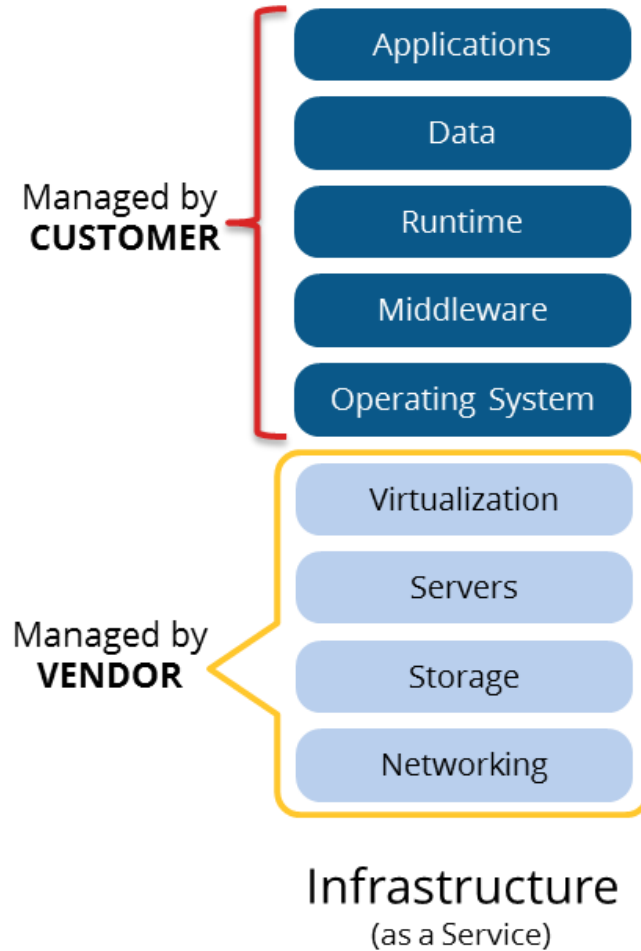 Applications
Data
Runtime
Middleware
Operating System
Managed by
CUSTOMER
Virtualization
Servers
Storage
Networking
Managed by
VENDOR
Infrastructure
(as a Service)